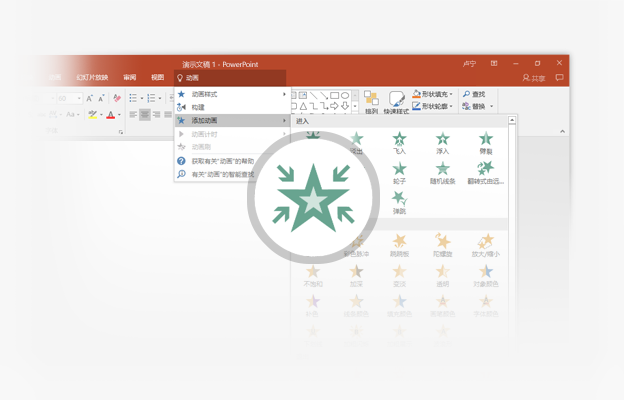 演示文稿 1 - PowerPoint
卢宁
幻灯片放映 审阅 视图 动画
共享
动画样式
构建
添加动画
动画计时
动画刷
获取有关"动画"的帮助
有关"动画"的智能查找
排列 快速样式
形状填充
形状轮廓
查找
替换
进入
飞入 浮入 劈裂
轮子 随机线条 翻转式由远...
弹跳
彩色脉冲 跷跷板 陀螺旋 放大/缩小
不饱和 加深 变淡 透明 对象颜色